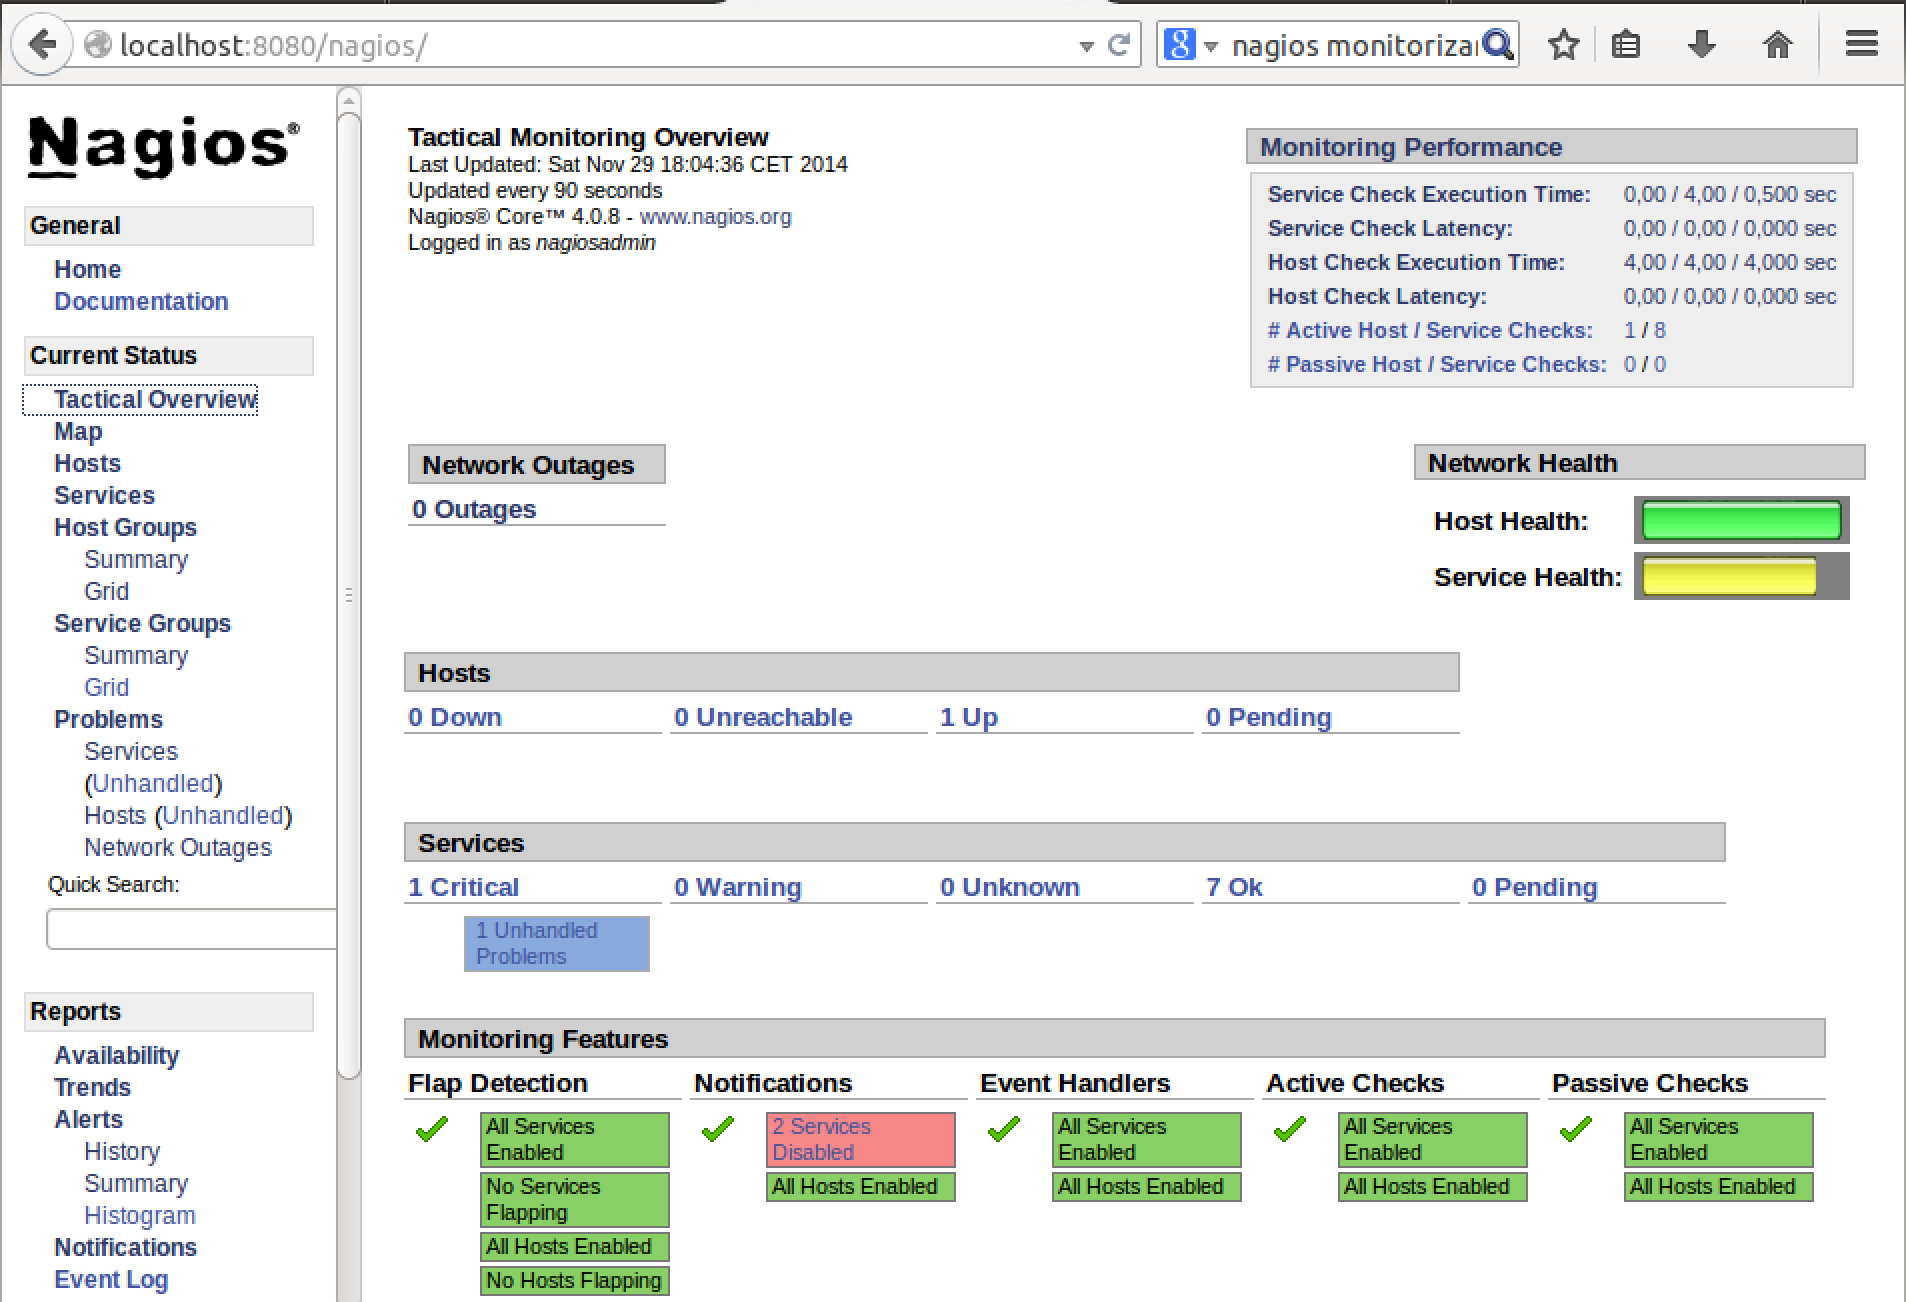 localhost:8080/nagios/
nagios monitoriza
Nagios®
General
Home
Documentation
Current Status
Tactical Overview
Map
Hosts
Services
Host Groups
Summary
Grid
Service Groups
Summary
Grid
Problems
Services
(Unhandled)
Hosts (Unhandled)
Network Outages
Quick Search:
Reports
Availability
Trends
Alerts
History
Summary
Histogram
Notifications
Event Log
Tactical Monitoring Overview
Last Updated: Sat Nov 29 18:04:36 CET 2014
Updated every 90 seconds
Nagios® Core™ 4.0.8 - www.nagios.org
Logged in as nagiosadmin
Monitoring Performance
Service Check Execution Time: 0,00 / 4,00 / 0,500 sec
Service Check Latency: 0,00 / 0,00 / 0,000 sec
Host Check Execution Time: 4,00 / 4,00 / 4,000 sec
Host Check Latency: 0,00 / 0,00 / 0,000 sec
# Active Host / Service Checks: 1 / 8
# Passive Host / Service Checks: 0 / 0
Network Outages
0 Outages
Network Health
Host Health:
Service Health:
Hosts
0 Down 0 Unreachable 1 Up 0 Pending
Services
1 Critical 0 Warning 0 Unknown 7 Ok 0 Pending
1 Unhandled
Problems
Monitoring Features
Flap Detection Notifications Event Handlers Active Checks Passive Checks
All Services
Enabled
No Services
Flapping
All Hosts Enabled
No Hosts Flapping
2 Services
Disabled
All Hosts Enabled
All Services
Enabled
All Hosts Enabled
All Services
Enabled
All Hosts Enabled
All Services
Enabled
All Hosts Enabled